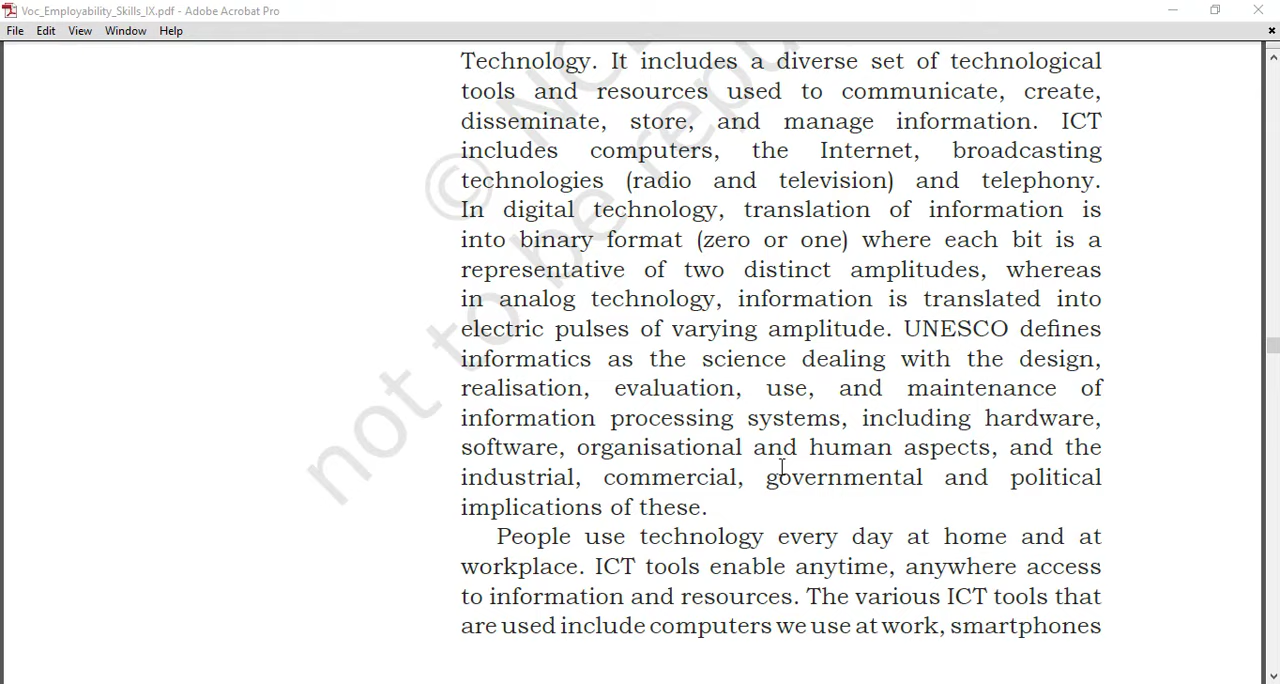 Voc_Employability_Skills_IX.pdf - Adobe Acrobat Pro
File Edit View Window Help
Technology. It includes a diverse set of technological
tools and resources used to communicate, create,
disseminate, store, and manage information. ICT
includes computers, the Internet, broadcasting
technologies (radio and television) and telephony.
In digital technology, translation of information is
into binary format (zero or one) where each bit is a
representative of two distinct amplitudes, whereas
in analog technology, information is translated into
electric pulses of varying amplitude. UNESCO defines
informatics as the science dealing with the design,
realisation, evaluation, use, and maintenance of
information processing systems, including hardware,
software, organisational and human aspects, and the
industrial, commercial, governmental and political
implications of these.
People use technology every day at home and at
workplace. ICT tools enable anytime, anywhere access
to information and resources. The various ICT tools that
are used include computers we use at work, smartphones
©
not to be